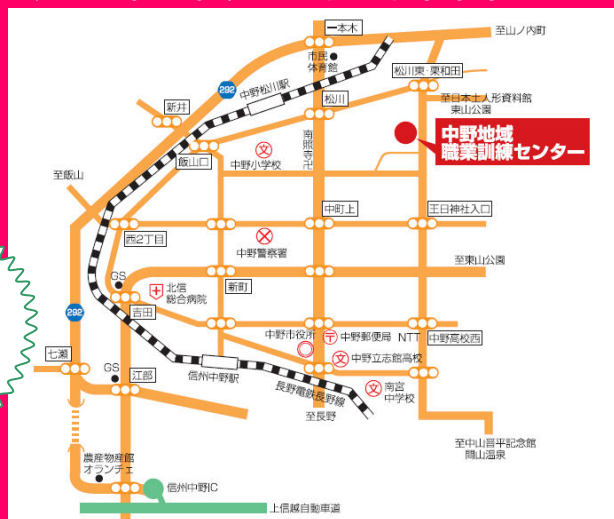 一本木
至山ノ内町
市民
体育館
松川東・栗和田
292
中野松川駅
新井
松川
至日本土人形資料館
東山公園
中野地域
職業訓練センター
南照寺卍
飯山口
文
中野小学校
至飯山
中町上
王日神社入口
西2丁目
中野警察署
至東山公園
GS
北信
総合病院
新町
292
吉田
中野市役所
〒
中野郵便局
NTT
中野高校西
七瀬
文
中野立志館高校
GS
江部
信州中野駅
長野電鉄長野線
文
南宮
中学校
至長野
至中山晋平記念館
間山温泉
農産物産館
オランチェ
信州中野IC
上信越自動車道